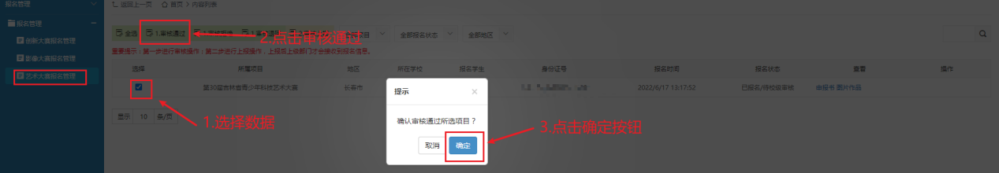 报名管理
返回上一页 首页 > 内容列表
报名管理
创新大赛报名管理
影像大赛报名管理
艺术大赛报名管理
全选 1.审核通过
2.点击审核通过
全部报名状态 全部地区
重要提示：第一步进行审核操作；第二步进行上报操作，上报后上级部门才会接收到报名信息。
选择 所属项目 地区 所在学校 报名学生 身份证号 报名时间 报名状态 查看 操作
第30届吉林省青少年科技艺术大赛 长春市 2022/6/17 13:17:52 已报名/待校级审核 申报书 图片作品
显示 10 条/页
1.选择数据
提示
×
确认审核通过所选项目？
取消 确定
3.点击确定按钮